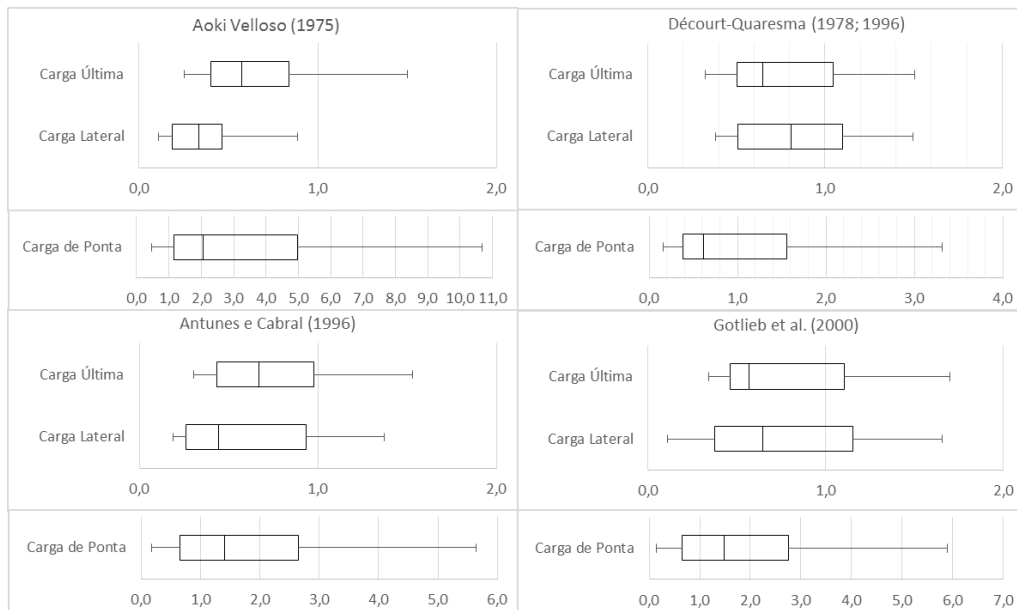 Aoki Velloso (1975)
Carga Última
Carga Lateral
0,0 1,0 2,0
Carga de Ponta
0,0 1,0 2,0 3,0 4,0 5,0 6,0 7,0 8,0 9,0 10,0 11,0
Décourt-Quaresma (1978; 1996)
Carga Última
Carga Lateral
0,0 1,0 2,0
Carga de Ponta
0,0 1,0 2,0 3,0 4,0
Antunes e Cabral (1996)
Carga Última
Carga Lateral
0,0 1,0 2,0
Carga de Ponta
0,0 1,0 2,0 3,0 4,0 5,0 6,0
Gotlieb et al. (2000)
Carga Última
Carga Lateral
0,0 1,0 2,0
Carga de Ponta
0,0 1,0 2,0 3,0 4,0 5,0 6,0 7,0